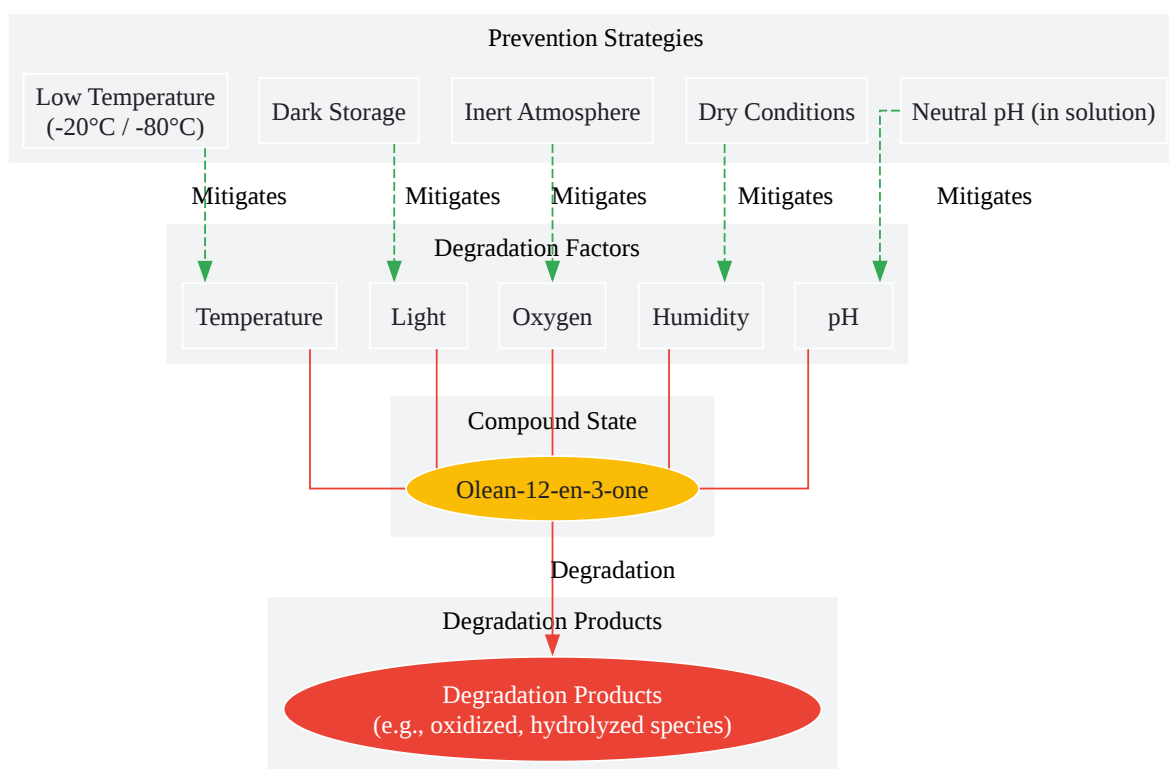 Prevention Strategies
Low Temperature
(-20°C / -80°C)
Dark Storage
Inert Atmosphere
Dry Conditions
Neutral pH (in solution)
Mitigates
Mitigates
Mitigates
Mitigates
Mitigates
Degradation Factors
Temperature
Light
Oxygen
Humidity
pH
Compound State
Olean-12-en-3-one
Degradation
Degradation Products
Degradation Products
(e.g., oxidized, hydrolyzed species)